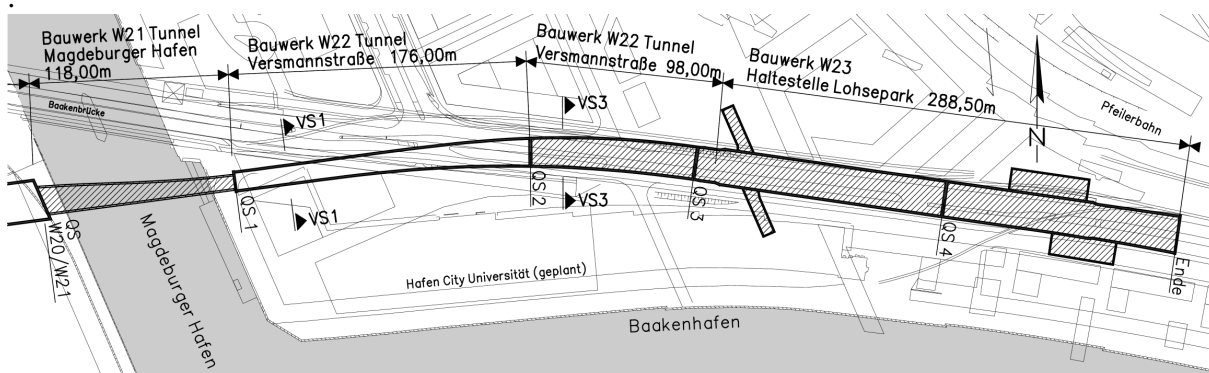 Bauwerk W21 Tunnel
Magdeburger Hafen
118,00m
Bauwerk W22 Tunnel
Versmannstraße 176,00m
Bauwerk W22 Tunnel
Versmannstraße 98,00m
Bauwerk W23
Haltestelle Lohsepark 288,50m
Baakenbrücke
VS1
VS3
Pfeilerbahn
N
QS
W20/W21
QS 1
VS1
QS 2
VS3
QS 3
QS 4
Ende
Magdeburger Hafen
Hafen City Universität (geplant)
Baakenhafen